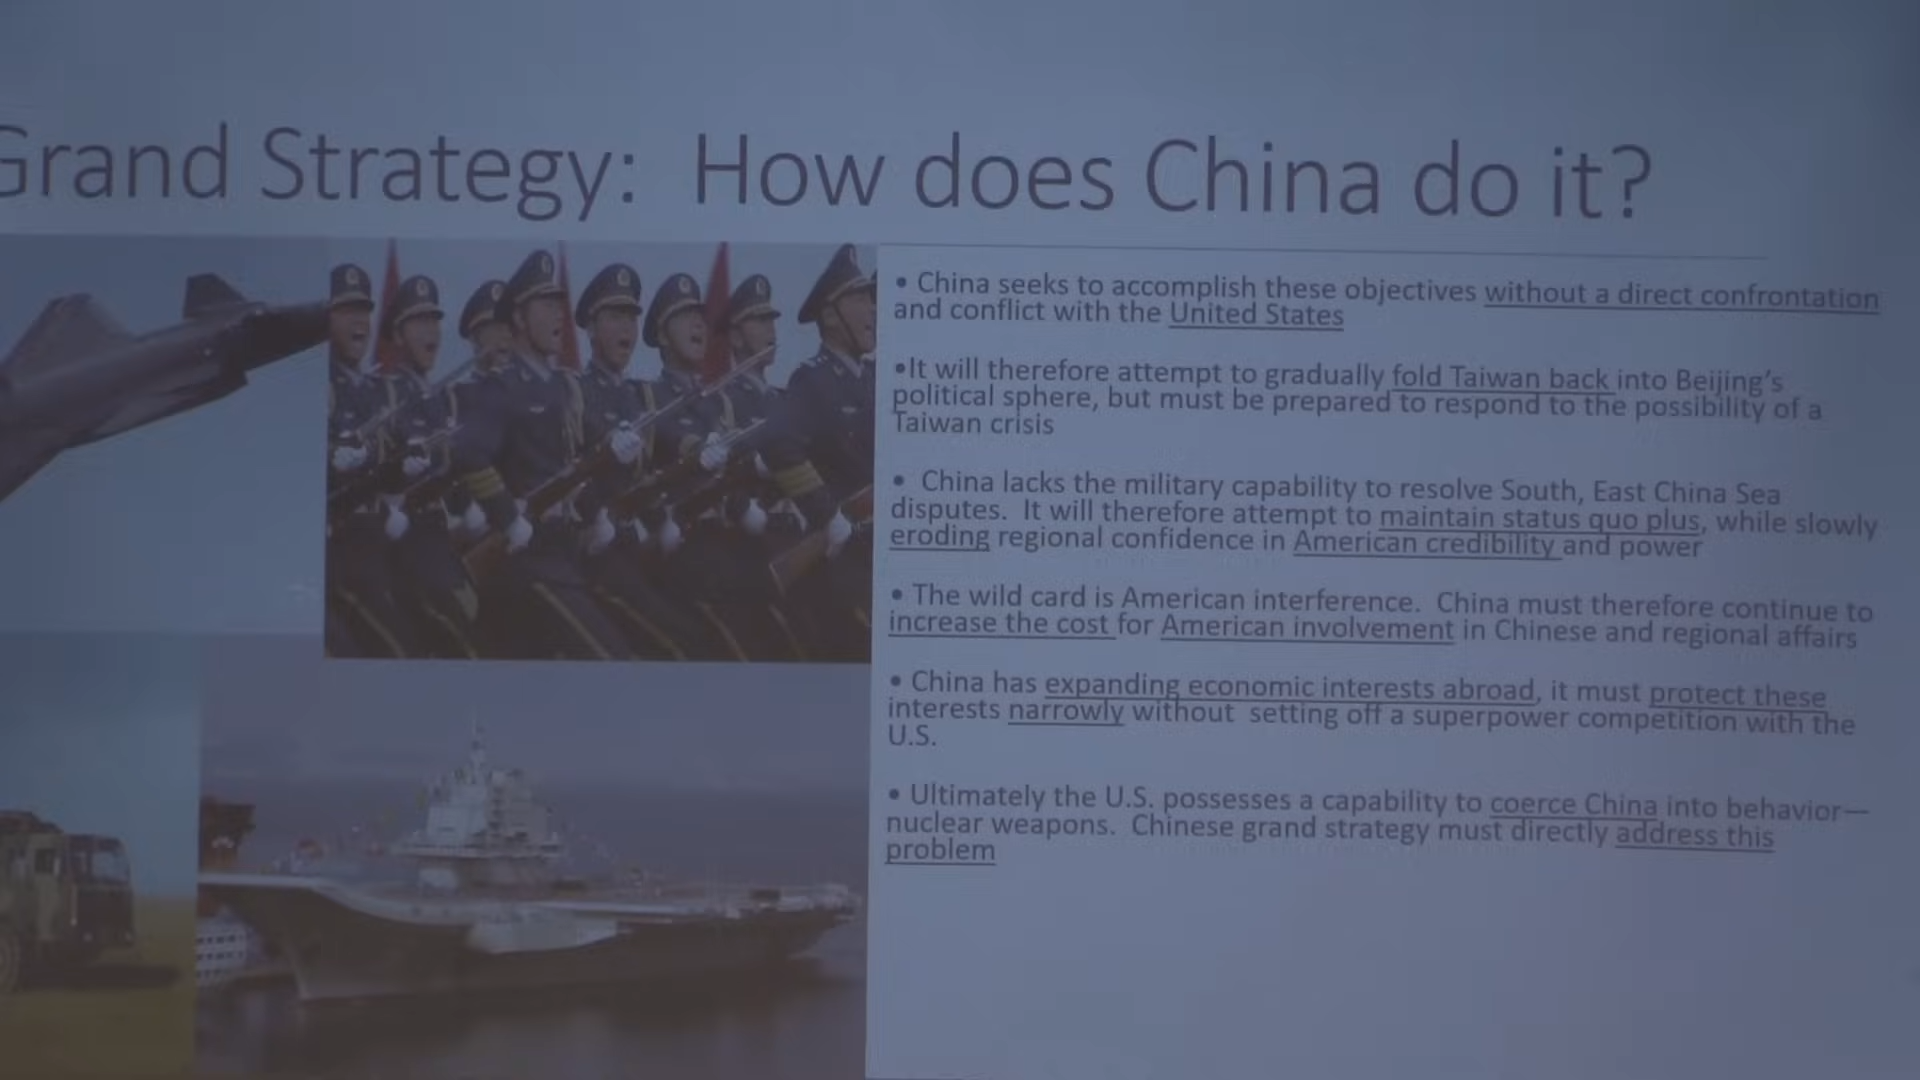 Grand Strategy:  How does China do it?
• China seeks to accomplish these objectives without a direct confrontation
and conflict with the United States
•It will therefore attempt to gradually fold Taiwan back into Beijing's
political sphere, but must be prepared to respond to the possibility of a
Taiwan crisis
•  China lacks the military capability to resolve South, East China Sea
disputes.  It will therefore attempt to maintain status quo plus, while slowly
eroding regional confidence in American credibility and power
• The wild card is American interference.  China must therefore continue to
increase the cost for American involvement in Chinese and regional affairs
• China has expanding economic interests abroad, it must protect these
interests narrowly without  setting off a superpower competition with the
U.S.
• Ultimately the U.S. possesses a capability to coerce China into behavior—
nuclear weapons.  Chinese grand strategy must directly address this
problem